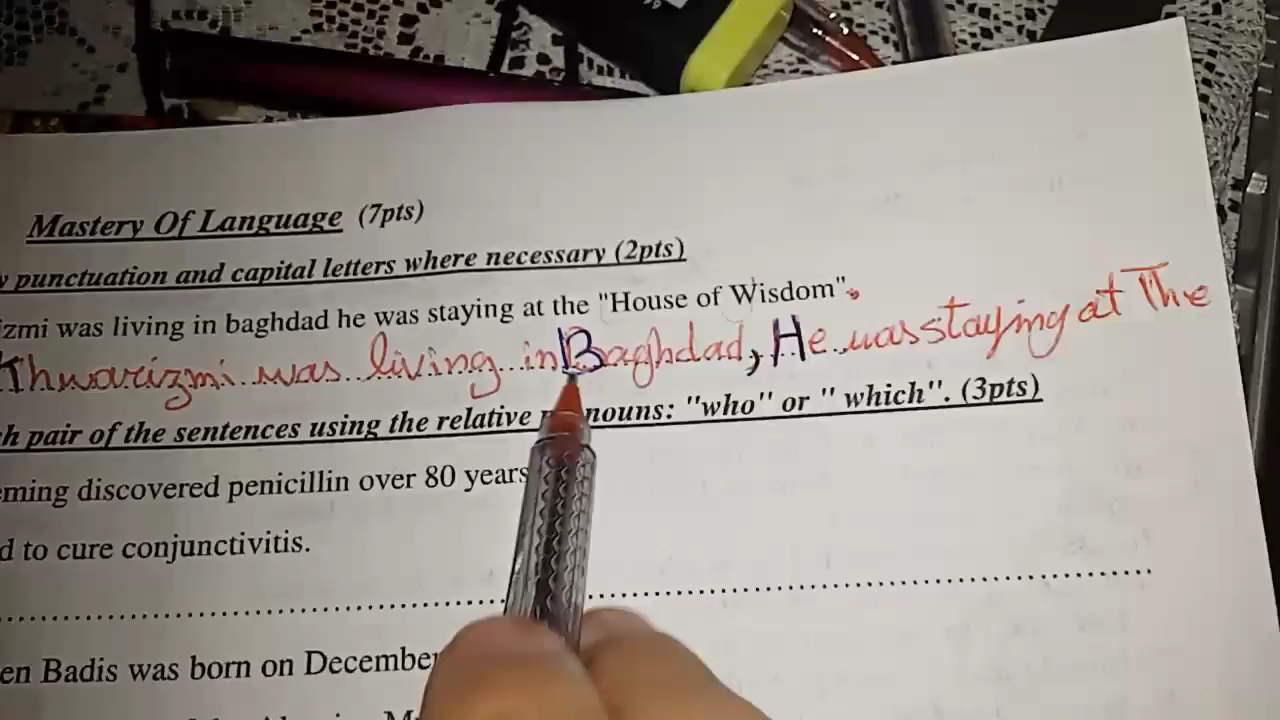 Mastery Of Language (7pts)
punctuation and capital letters where necessary (2pts)
izmi was living in baghdad he was staying at the "House of Wisdom".
Khwarizmi was living in Baghdad, He was staying at The
pair of the sentences using the relative nouns: "who" or " which". (3pts)
eming discovered penicillin over 80 years
d to cure conjunctivitis.
en Badis was born on December